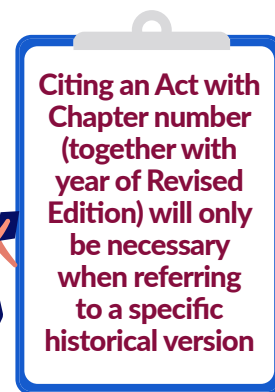 Citing an Act with
Chapter number
(together with
year of Revised
Edition) will only
be necessary
when referring
to a specific
historical version